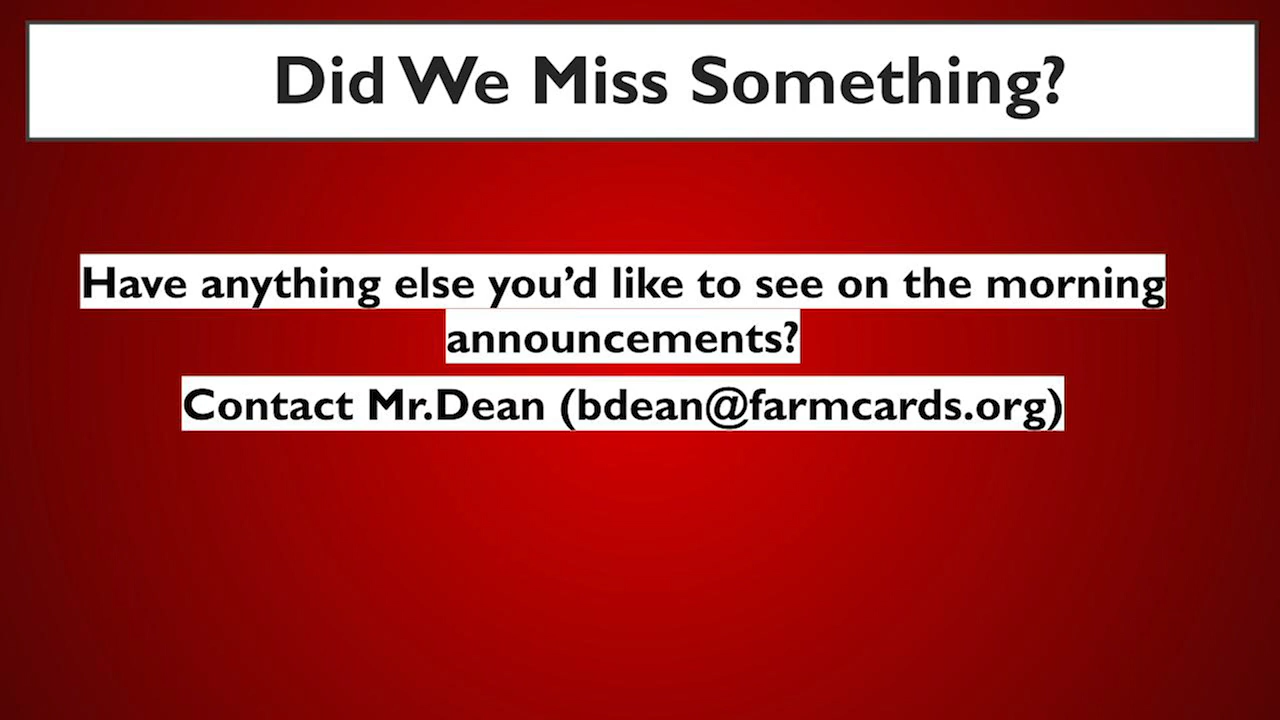 Did We Miss Something?
Have anything else you’d like to see on the morning
announcements?
Contact Mr.Dean (bdean@farmcards.org)